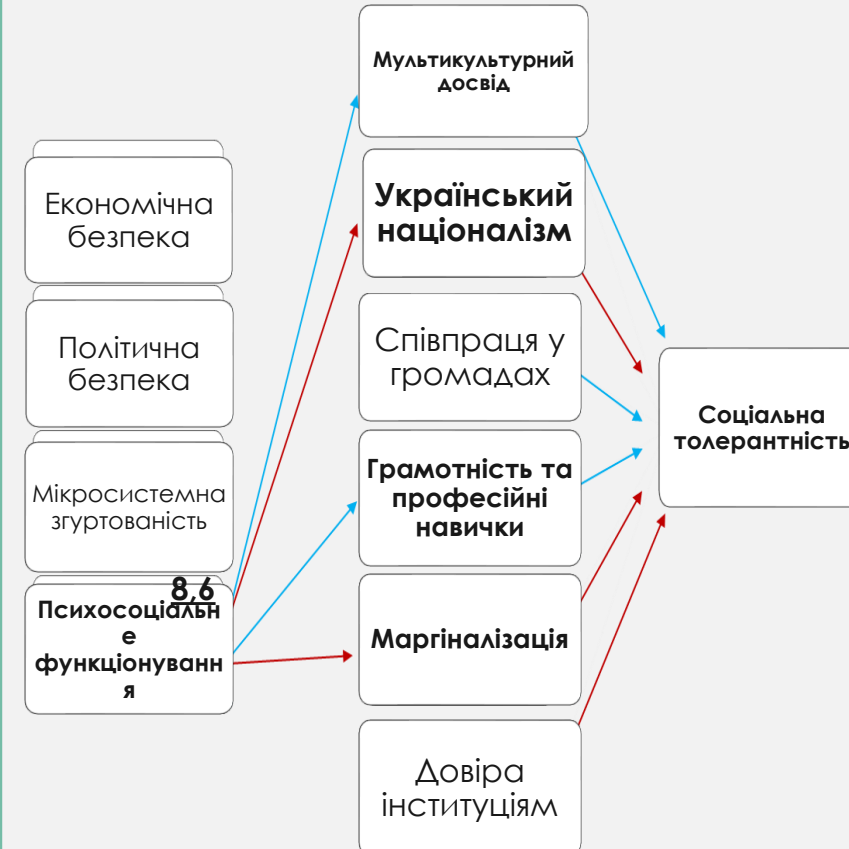 Мультикультурний
досвід
Економічна
безпека
Український
націоналізм
Політична
безпека
Співпраця у
громадах
Соціальна
толерантність
Мікросистемна
згуртованість
Грамотність та
професійні
навички
8,6
Психосоціальн
е
функціонуванн
я
Маргіналізація
Довіра
інституціям